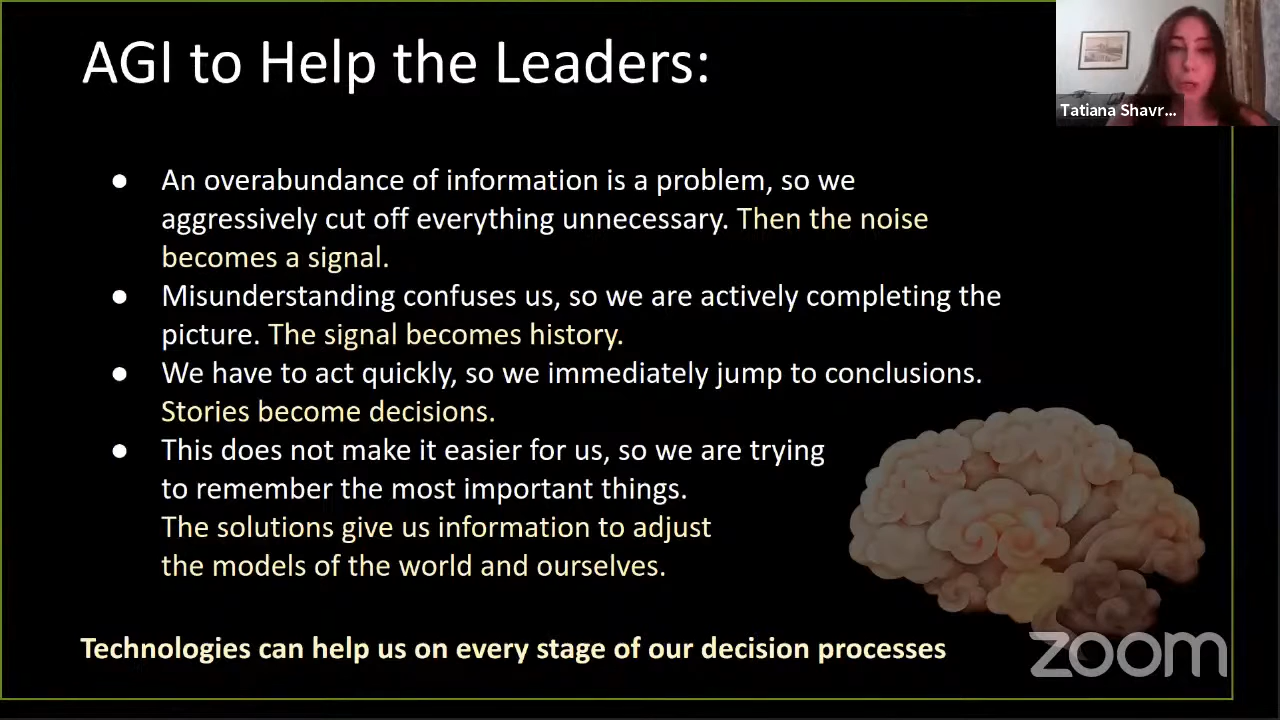 AGI to Help the Leaders:
Tatiana Shavr...
● An overabundance of information is a problem, so we
aggressively cut off everything unnecessary. Then the noise
becomes a signal.
● Misunderstanding confuses us, so we are actively completing the
picture. The signal becomes history.
● We have to act quickly, so we immediately jump to conclusions.
Stories become decisions.
● This does not make it easier for us, so we are trying
to remember the most important things.
The solutions give us information to adjust
the models of the world and ourselves.
Technologies can help us on every stage of our decision processes
zoom